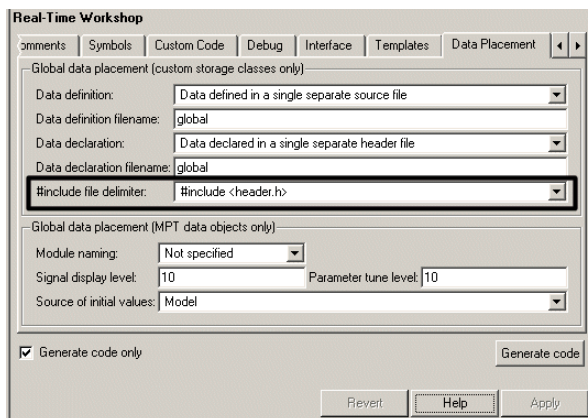 Real-Time Workshop
omments Symbols Custom Code Debug Interface Templates Data Placement
Global data placement (custom storage classes only)
Data definition: Data defined in a single separate source file
Data definition filename: global
Data declaration: Data declared in a single separate header file
Data declaration filename: global
#include file delimiter: #include <header.h>
Global data placement (MPT data objects only)
Module naming: Not specified
Signal display level: 10 Parameter tune level: 10
Source of initial values: Model
Generate code only
Generate code
Revert Help Apply